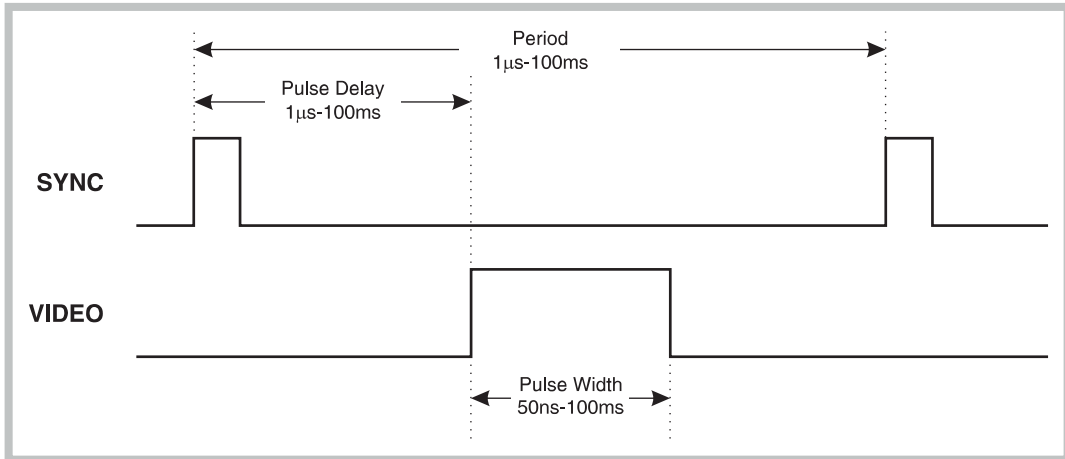 Period
1μs-100ms
Pulse Delay
1μs-100ms
SYNC
VIDEO
Pulse Width
50ns-100ms